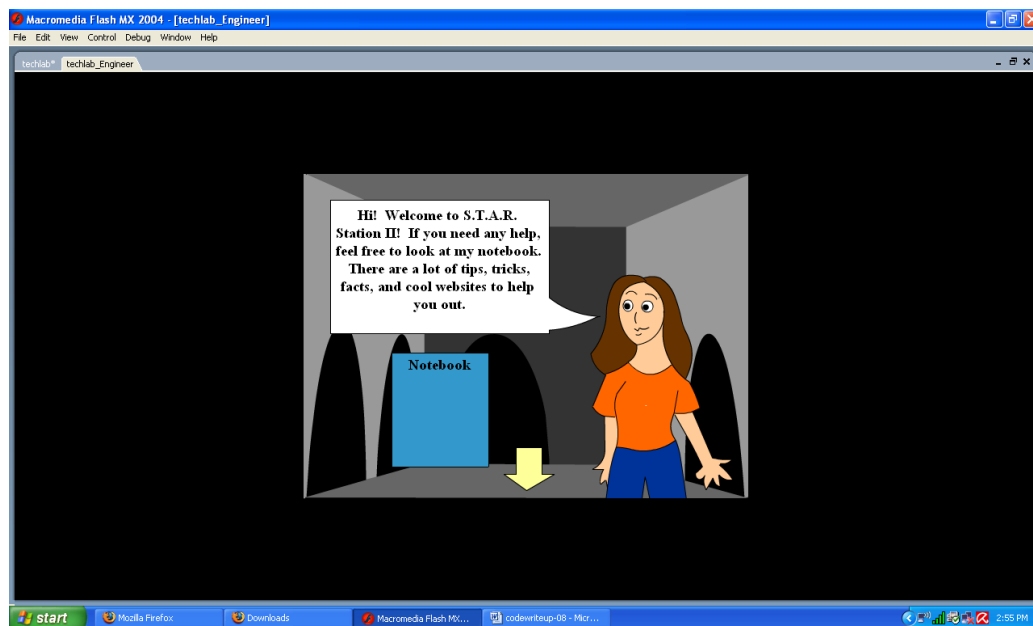 Macromedia Flash MX 2004 - [techlab_Engineer]
File Edit View Control Debug Window Help
techlab* techlab_Engineer
Hi! Welcome to S.T.A.R.
Station II! If you need any help,
feel free to look at my notebook.
There are a lot of tips, tricks,
facts, and cool websites to help
you out.
Notebook
start Mozilla Firefox Downloads Macromedia Flash MX... codewriteup-08 - Micr... 2:55 PM